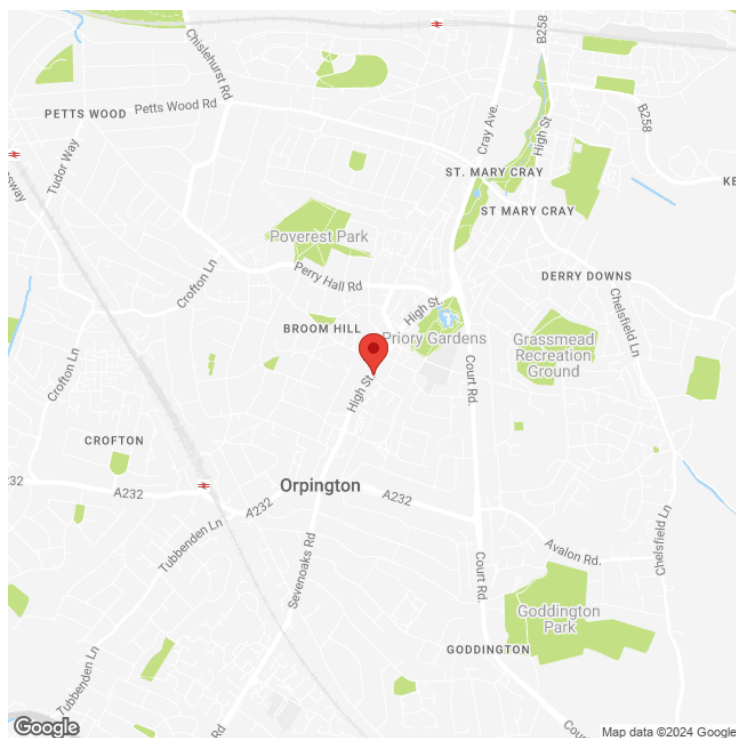 B258
Chislehurst Rd
PETTS WOOD
Petts Wood Rd
Cray Ave.
High St
B258
Tudor Way
ST. MARY CRAY
ST MARY CRAY
Poverest Park
Crofton Ln
Perry Hall Rd
DERRY DOWNS
Chelsfield Ln
High St.
BROOM HILL
Priory Gardens
Grassmead
Recreation
Ground
Crofton Ln
High St.
Court Rd.
CROFTON
A232
Orpington
A232
A232
Tubbenden Ln
Sevenoaks Rd
Avalon Rd.
Chelsfield Ln
Court Rd.
Goddington
Park
GODDINGTON
Tubbenden Ln
Rd
Google
Map data ©2024 Google